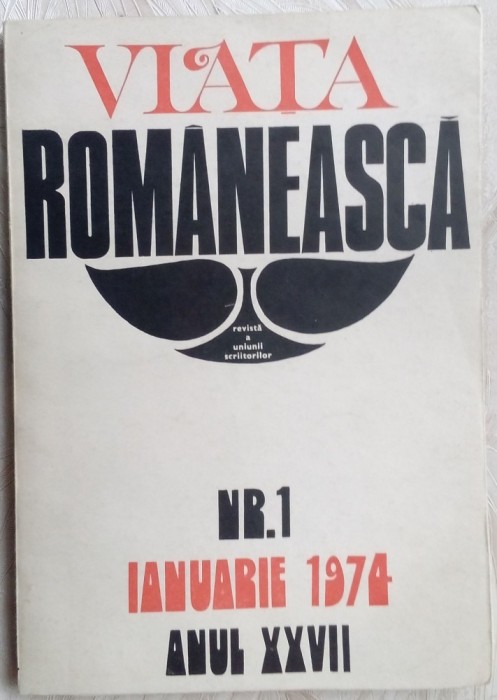 VIAȚA
ROMÂNEASCĂ
revistă
a
uniunii
scriitorilor
NR.1
IANUARIE 1974
ANUL XXVII